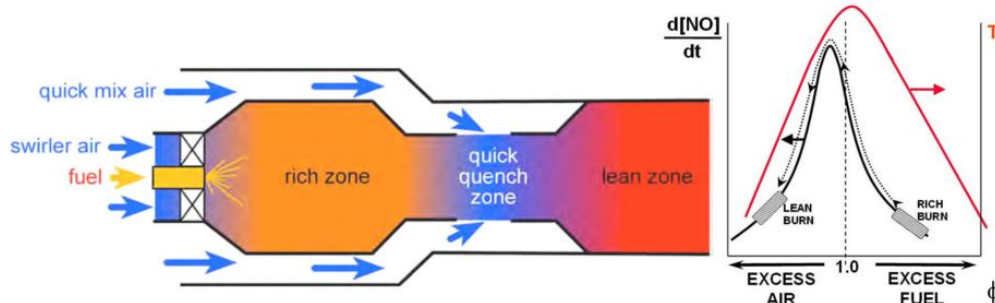 quick mix air
swirler air
fuel
rich zone
quick
quench
zone
lean zone
d[NO]
dt
T
LEAN
BURN
RICH
BURN
1.0
EXCESS
AIR
EXCESS
FUEL
ϕ